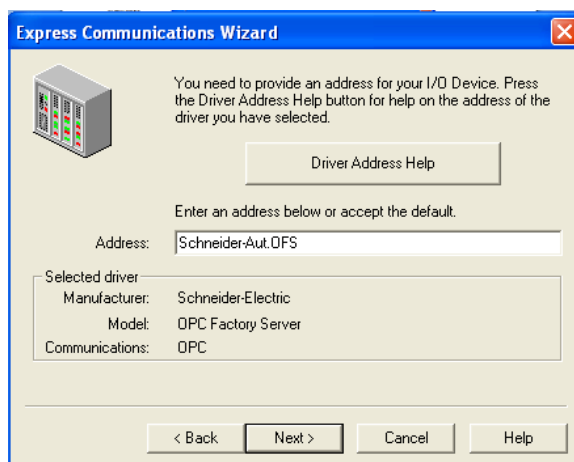 Express Communications Wizard
You need to provide an address for your I/O Device. Press
the Driver Address Help button for help on the address of the
driver you have selected.
Driver Address Help
Enter an address below or accept the default.
Address: Schneider-Aut.OFS
Selected driver
Manufacturer: Schneider-Electric
Model: OPC Factory Server
Communications: OPC
< Back Next > Cancel Help